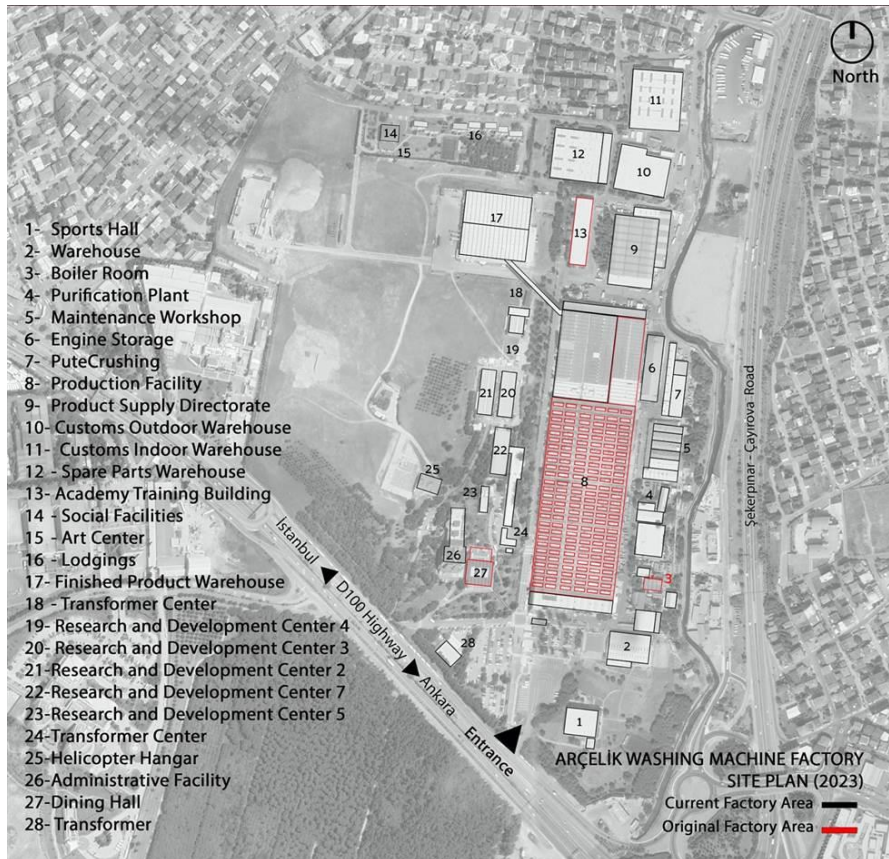 North
1- Sports Hall
2- Warehouse
3- Boiler Room
4- Purification Plant
5- Maintenance Workshop
6- Engine Storage
7- PuteCrushing
8- Production Facility
9- Product Supply Directorate
10- Customs Outdoor Warehouse
11- Customs Indoor Warehouse
12 - Spare Parts Warehouse
13- Academy Training Building
14 - Social Facilities
15 - Art Center
16 - Lodgings
17- Finished Product Warehouse
18 - Transformer Center
19- Research and Development Center 4
20 - Research and Development Center 3
21-Research and Development Center 2
22-Research and Development Center 7
23-Research and Development Center 5
24-Transformer Center
25-Helicopter Hangar
26-Administrative Facility
27-Dining Hall
28- Transformer
11
14
16
12
15
10
17
13
9
18
19
6
21
20
7
22
5
8
25
23
4
24
26
27
3
28
2
1
İstanbul
D100 Highway
Ankara
Entrance
Şekerpınar - Çayırova Road
ARÇELİK WASHING MACHINE FACTORY
SITE PLAN (2023)
Current Factory Area
Original Factory Area